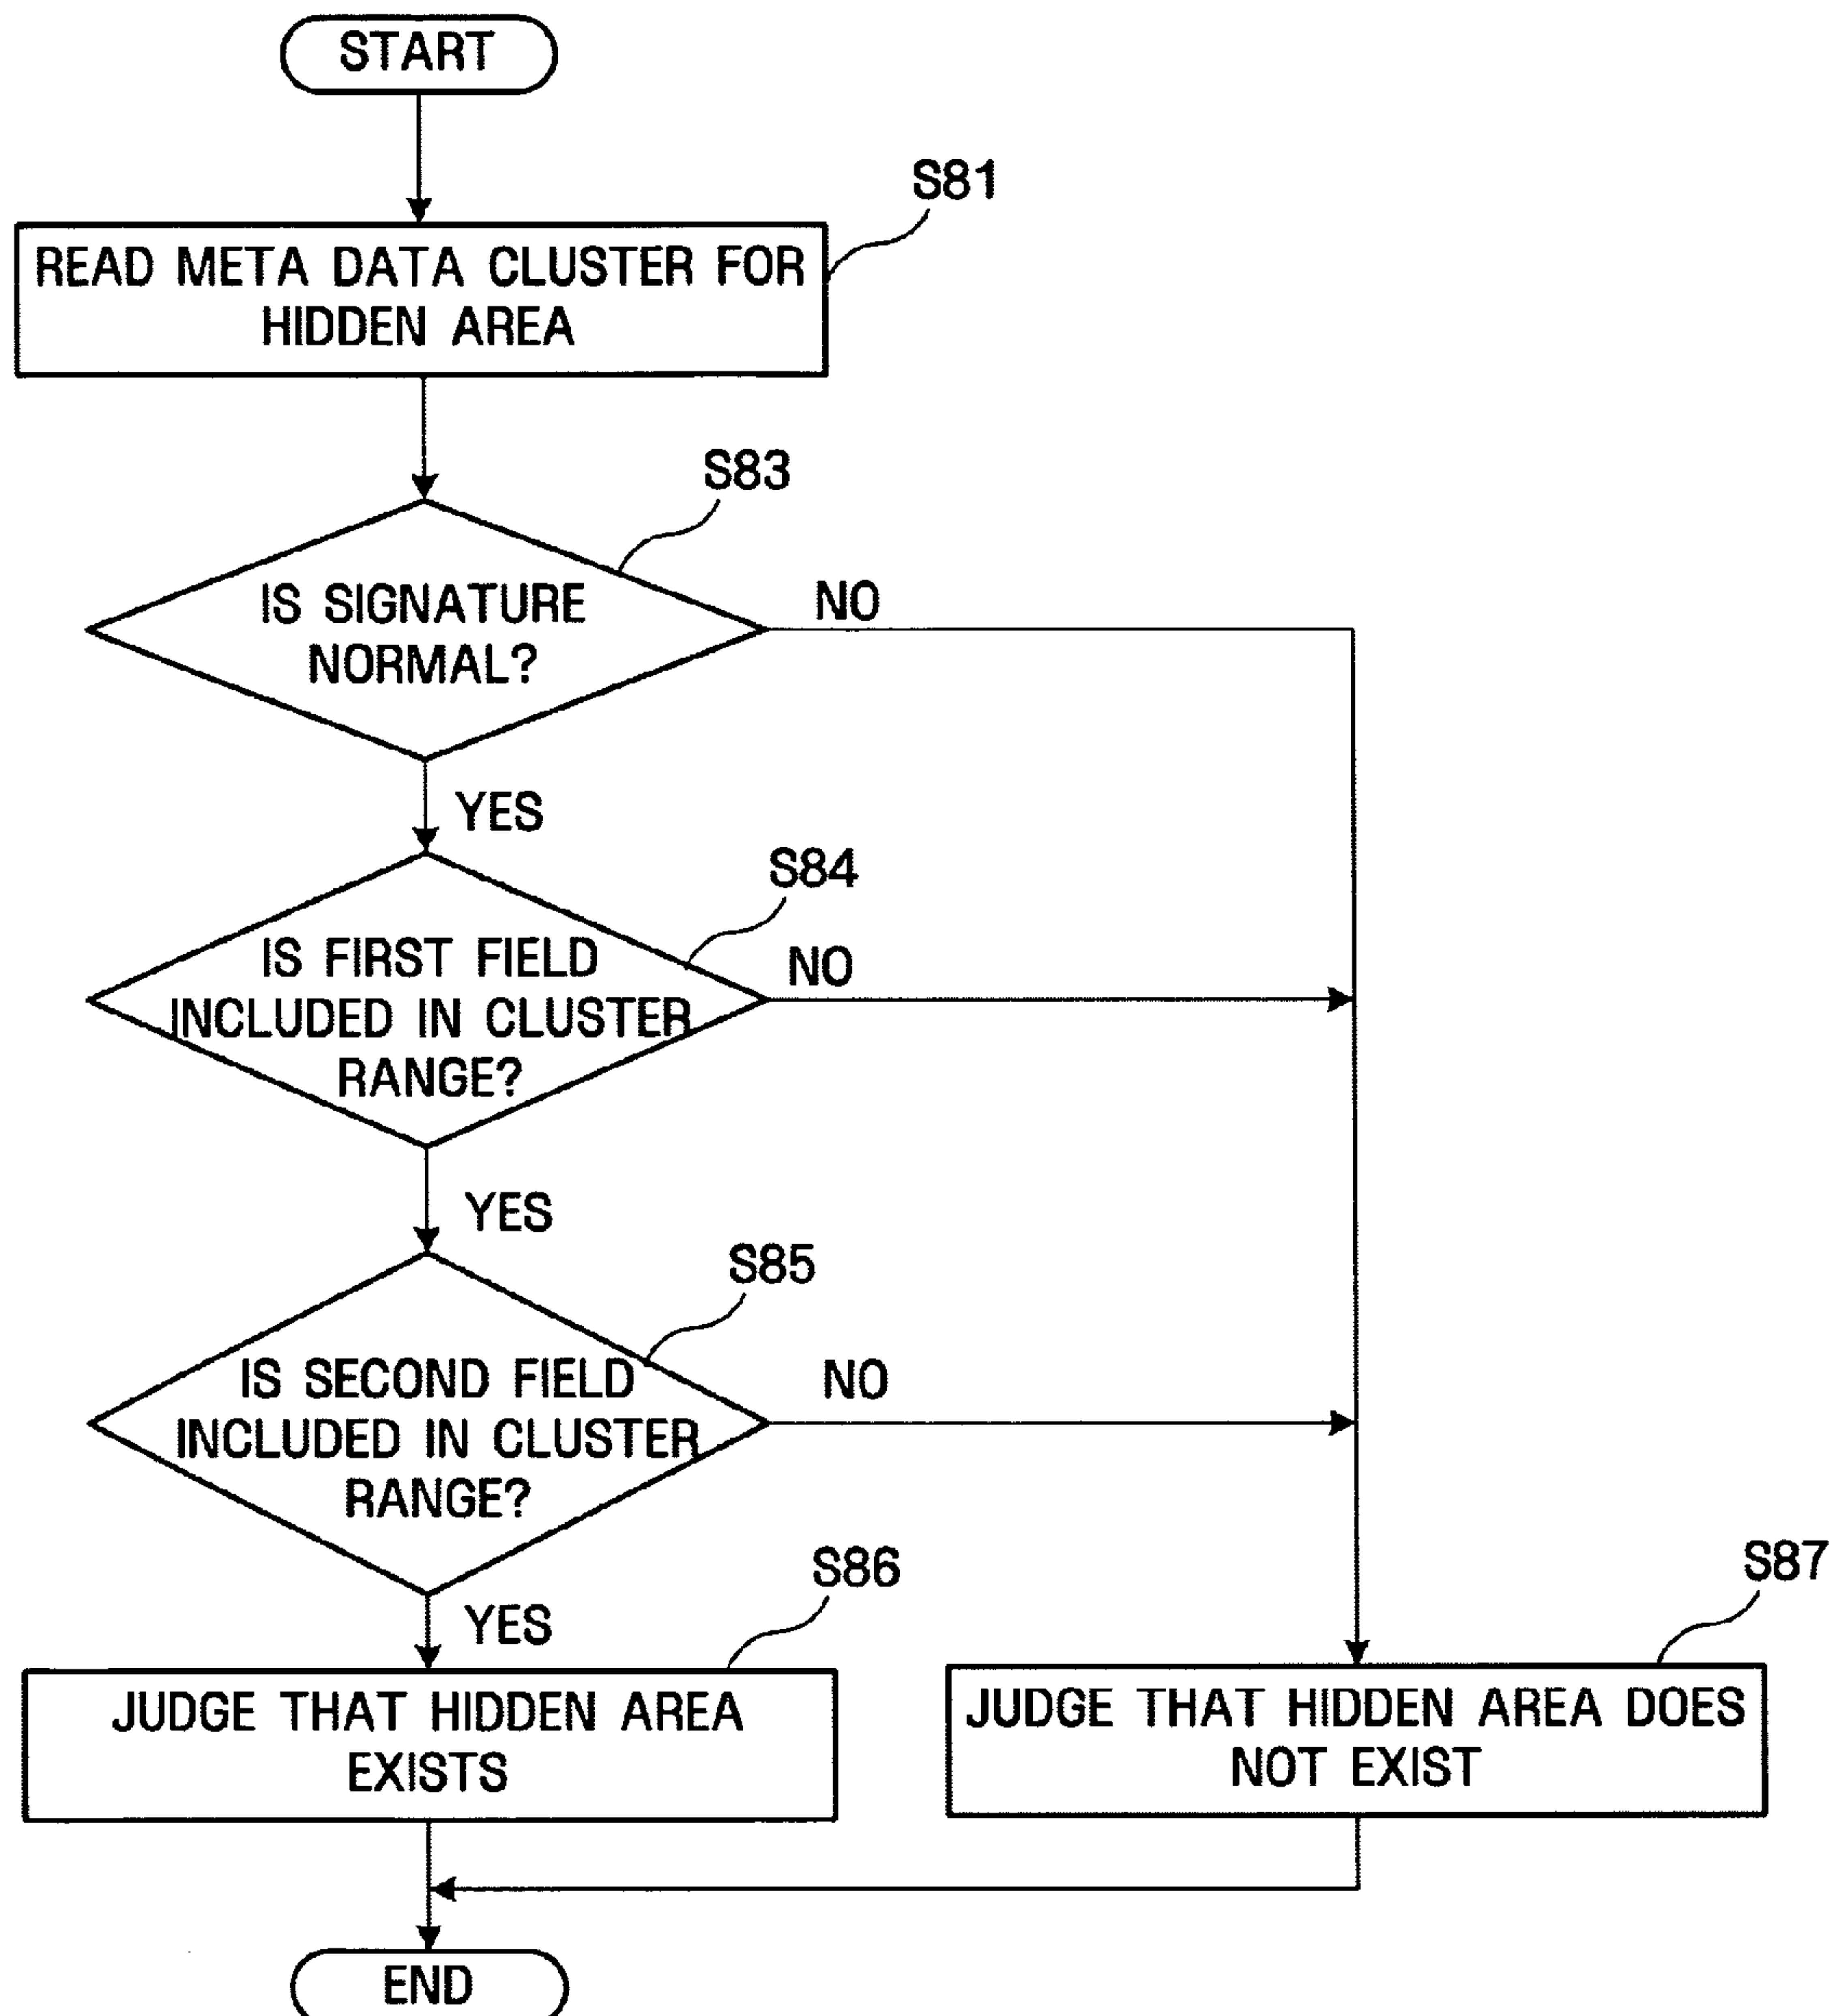 START
S81
READ META DATA CLUSTER FOR
HIDDEN AREA
S83
IS SIGNATURE
NORMAL?
NO
YES
S84
IS FIRST FIELD
INCLUDED IN CLUSTER
RANGE?
NO
YES
S85
IS SECOND FIELD
INCLUDED IN CLUSTER
RANGE?
NO
YES
S86
JUDGE THAT HIDDEN AREA
EXISTS
S87
JUDGE THAT HIDDEN AREA DOES
NOT EXIST
END